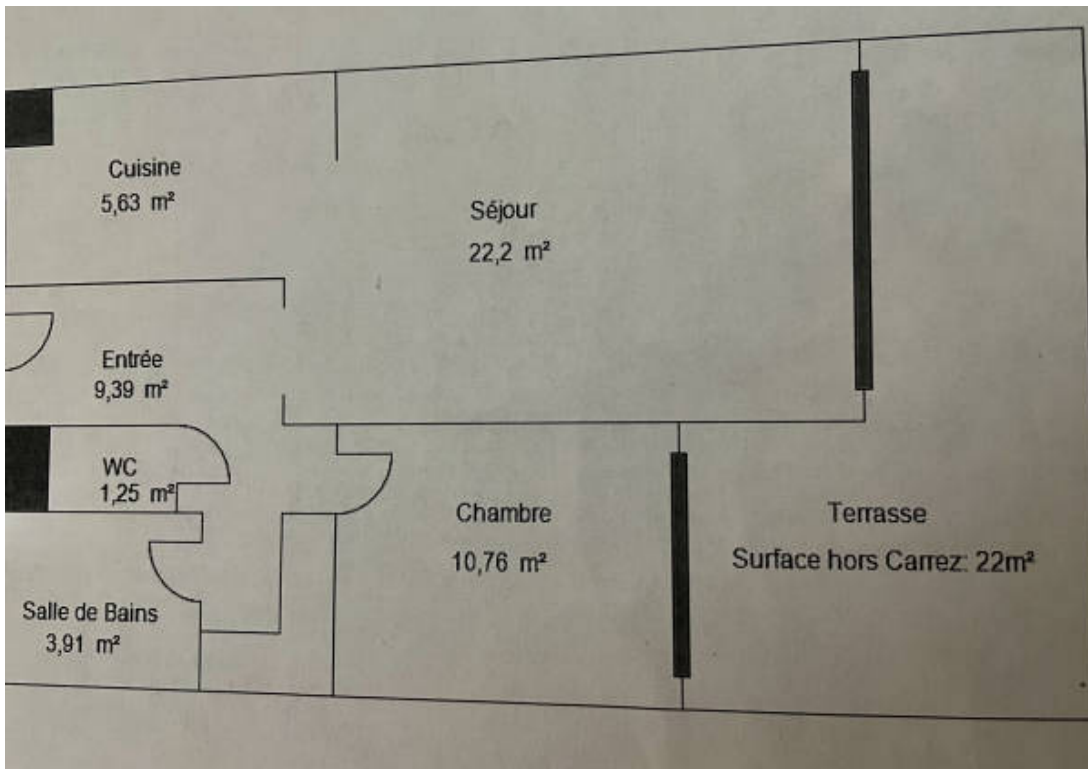 Cuisine
5,63 m²
Séjour
22,2 m²
Entrée
9,39 m²
WC
1,25 m²
Chambre
10,76 m²
Terrasse
Surface hors Carrez: 22m²
Salle de Bains
3,91 m²